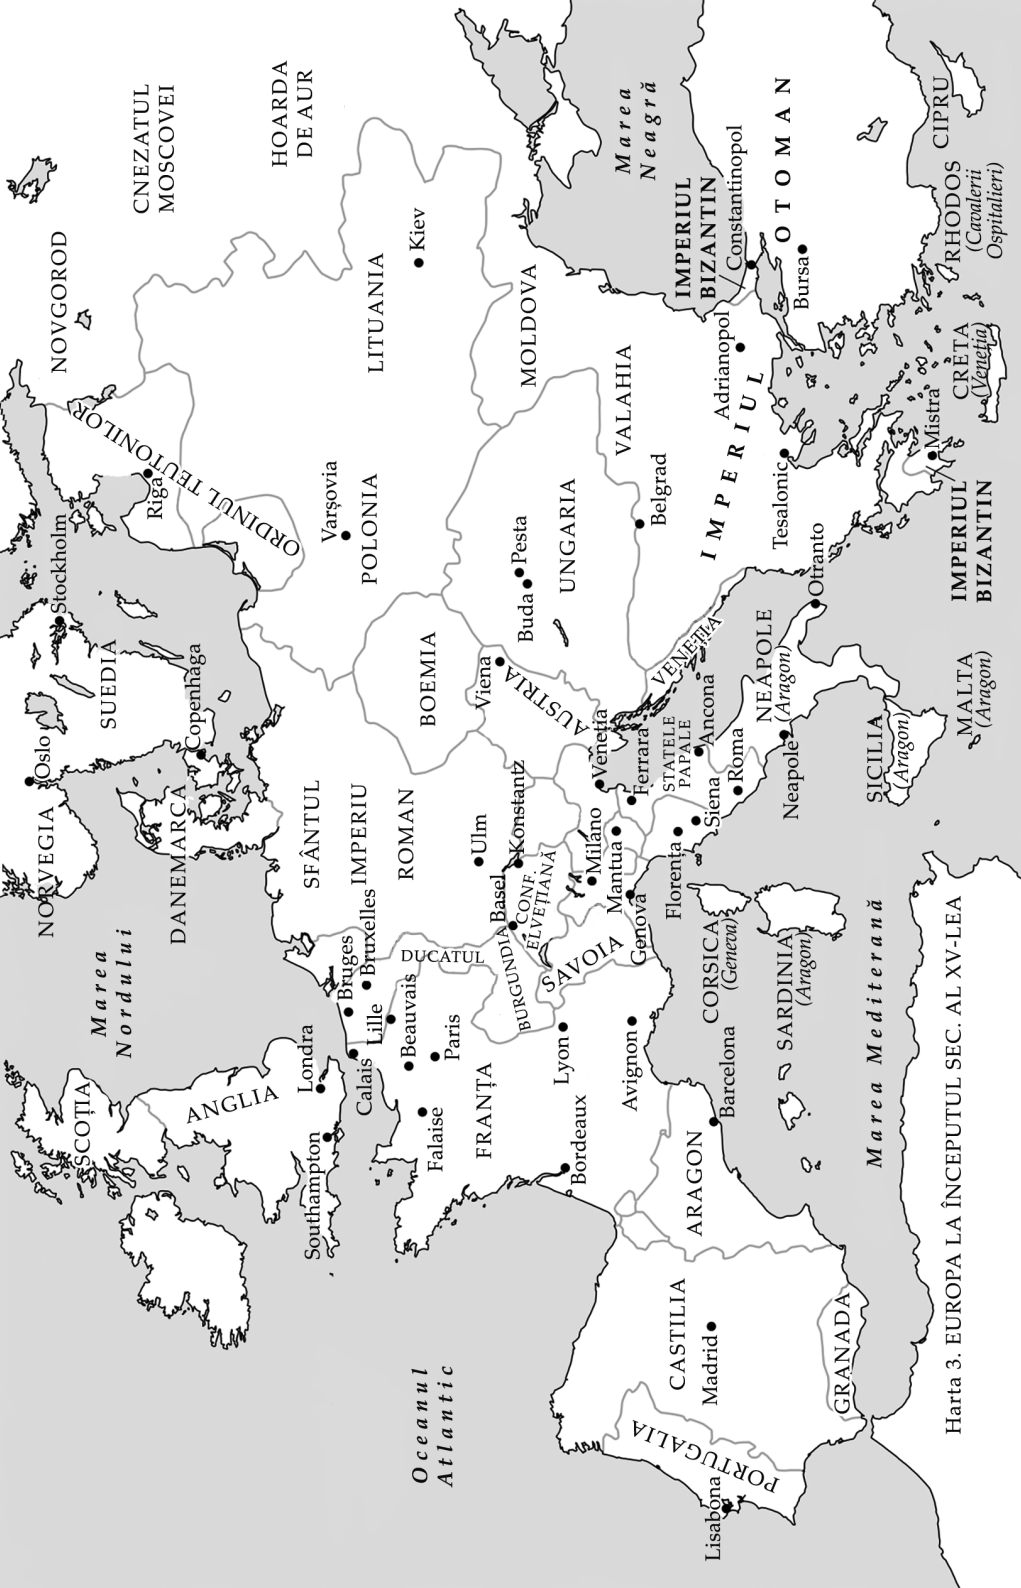 NORVEGIA
Oslo
SUEDIA
Stockholm
NOVGOROD
CNEZATUL
MOSCOVEI
HOARDA
DE AUR
SCOȚIA
Marea
Nordului
DANEMARCA
Copenhaga
ORDINUL TEUTONILOR
Riga
ANGLIA
Londra
Southampton
LITUANIA
Kiev
Varșovia
POLONIA
SFÂNTUL
IMPERIU
ROMAN
Bruges
Bruxelles
Calais
Lille
Beauvais
Paris
Falaise
FRANȚA
DUCATUL
BURGUNDIA
BOEMIA
Viena
AUSTRIA
Ulm
Konstantz
Basel
CONF.
ELVEȚIANĂ
SAVOIA
Buda
Pesta
UNGARIA
MOLDOVA
VALAHIA
Belgrad
Marea
Neagră
Oceanul
Atlantic
Bordeaux
Lyon
Avignon
Milano
Mantua
Genova
Veneția
Ferrara
VENEȚIA
STATELE
PAPALE
Ancona
Florența
Siena
Roma
NEAPOLE
(Aragon)
Neapole
Otranto
IMPERIUL
OTOMAN
Adrianopol
IMPERIUL
BIZANTIN
Constantinopol
Bursa
Tesalonic
PORTUGALIA
Lisabona
CASTILIA
Madrid
ARAGON
Barcelona
GRANADA
CORSICA
(Geneva)
SARDINIA
(Aragon)
SICILIA
(Aragon)
MALTA
(Aragon)
Marea Mediterană
IMPERIUL
BIZANTIN
Mistra
CRETA
(Veneția)
RHODOS
(Cavalerii
Ospitalieri)
CIPRU
Harta 3. EUROPA LA ÎNCEPUTUL SEC. AL XV-LEA